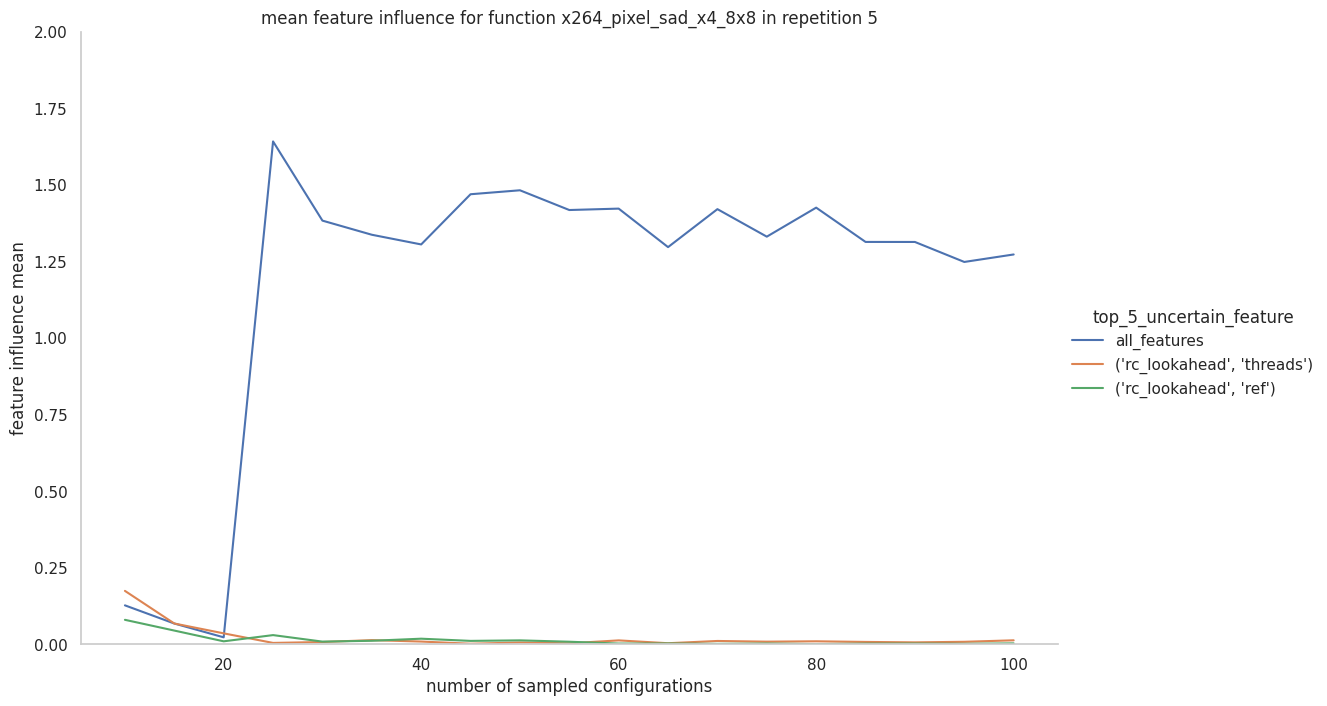 mean feature influence for function x264_pixel_sad_x4_8x8 in repetition 5
2.00
1.75
1.50
1.25
1.00
0.75
0.50
0.25
0.00
feature influence mean
20
40
60
80
100
number of sampled configurations
top_5_uncertain_feature
all_features
('rc_lookahead', 'threads')
('rc_lookahead', 'ref')